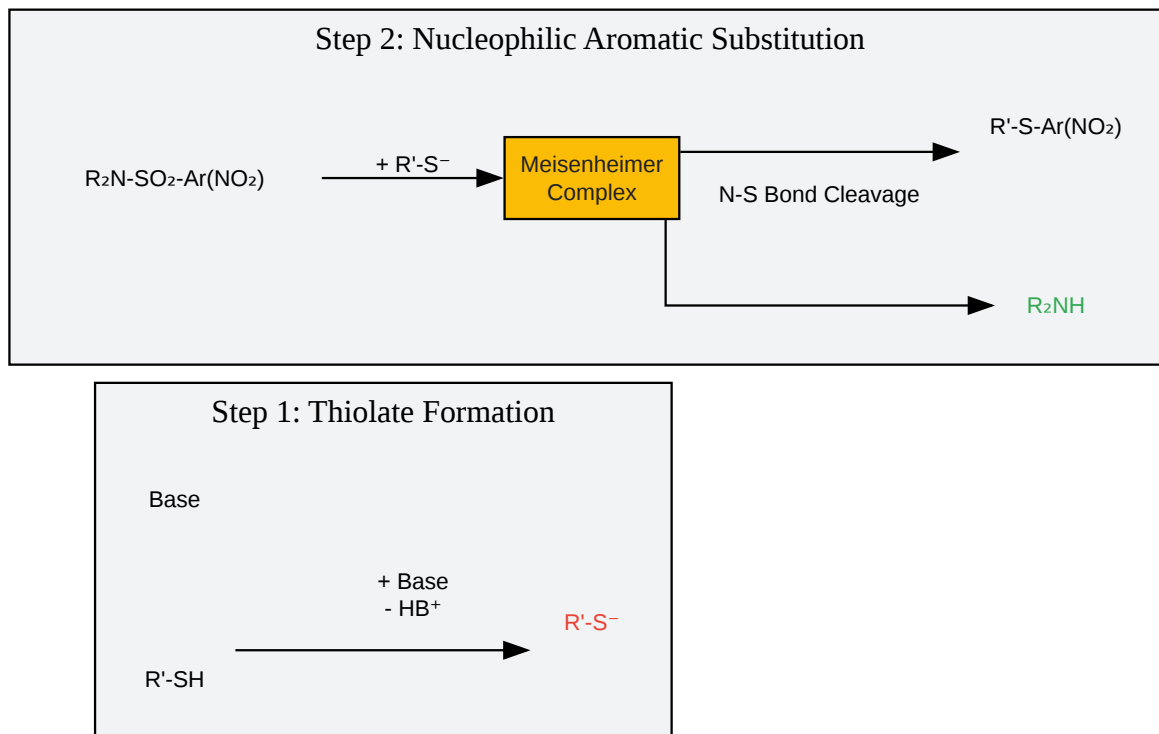 Step 2: Nucleophilic Aromatic Substitution
R'-S-Ar(NO₂)
+ R'-S⁻
R₂N-SO₂-Ar(NO₂)
Meisenheimer
Complex
N-S Bond Cleavage
R₂NH
Step 1: Thiolate Formation
Base
+ Base
- HB⁺
R'-S⁻
R'-SH